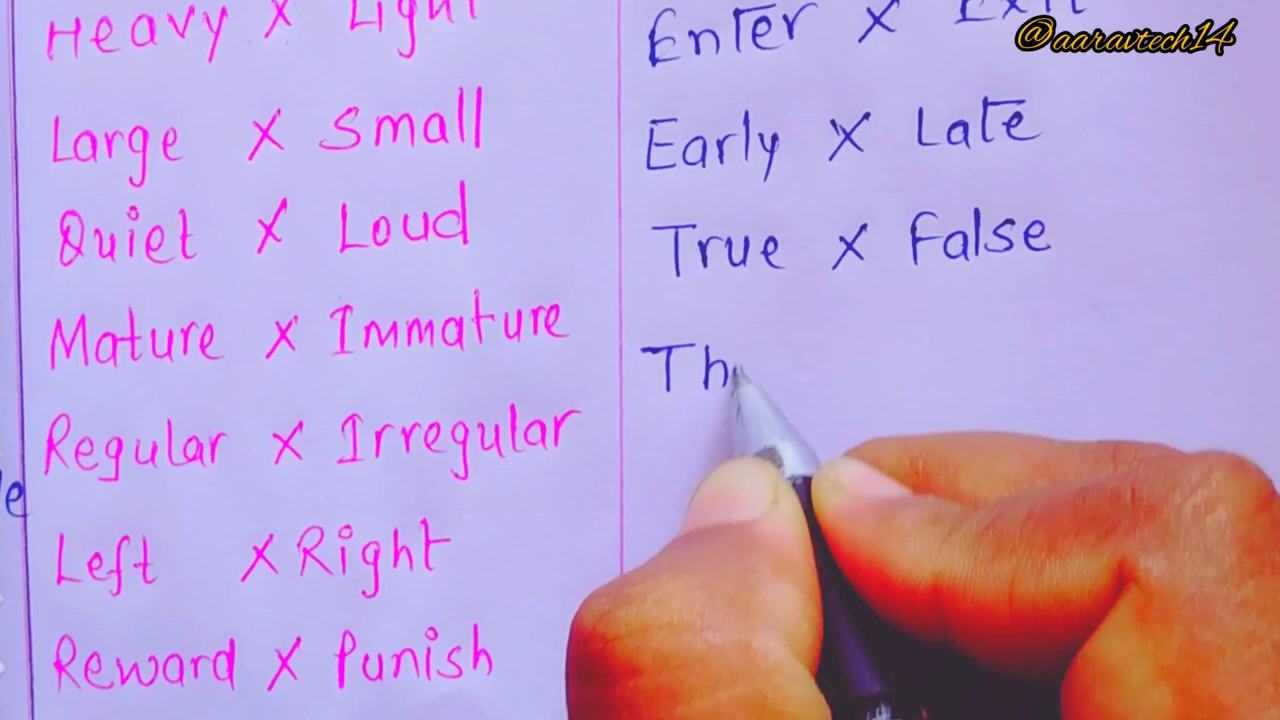 Heavy X Light
Large X Small
Quiet X Loud
Mature X Immature
Regular X Irregular
Left X Right
Reward X Punish
Enter X Exit
@aaravtech14
Early X Late
True X False
Th